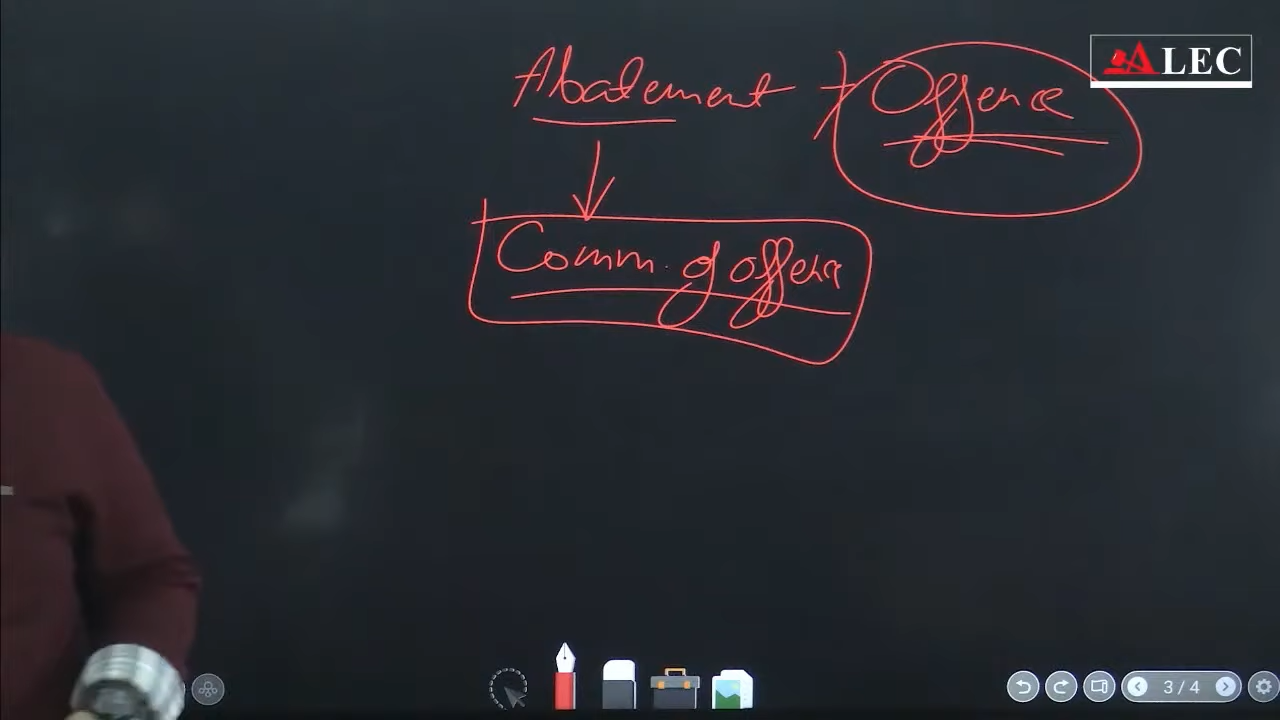 ALEC
Abatement → Offence
Comm. of offence
3 / 4